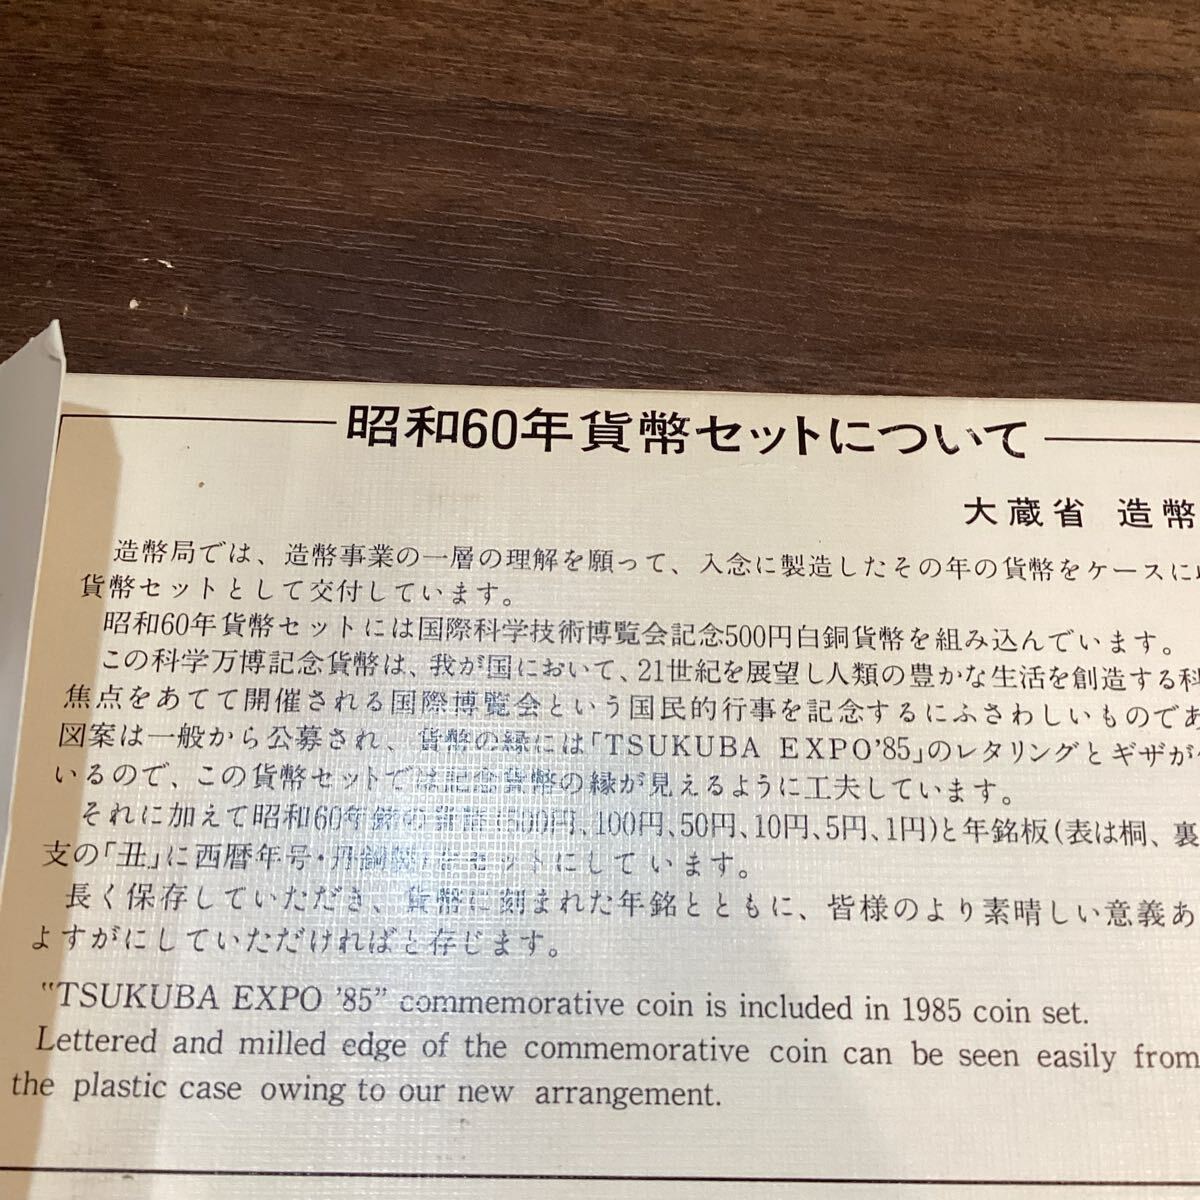 昭和60年貨幣セットについて
大蔵省 造幣
造幣局では、造幣事業の一層の理解を願って、入念に製造したその年の貨幣をケースに
貨幣セットとして交付しています。
昭和60年貨幣セットには国際科学技術博覧会記念500円白銅貨幣を組み込んでいます。
この科学万博記念貨幣は、我が国において、21世紀を展望し人類の豊かな生活を創造する科
焦点をあてて開催される国際博覧会という国民的行事を記念するにふさわしいものであ
図案は一般から公募され、貨幣の縁には「TSUKUBA EXPO'85」のレタリングとギザが
いるので、この貨幣セットでは記念貨幣の縁が見えるように工夫しています。
それに加えて昭和60年銘の (500円、100円、50円、10円、5円、1円)と年銘板(表は桐、裏
支の「丑」に西暦年号・丹銅製)をセットにしています。
長く保存していただき、貨幣に刻まれた年銘とともに、皆様のより素晴しい意義あ
よすがにしていただければと存じます。
"TSUKUBA EXPO '85" commemorative coin is included in 1985 coin set.
Lettered and milled edge of the commemorative coin can be seen easily from
the plastic case owing to our new arrangement.